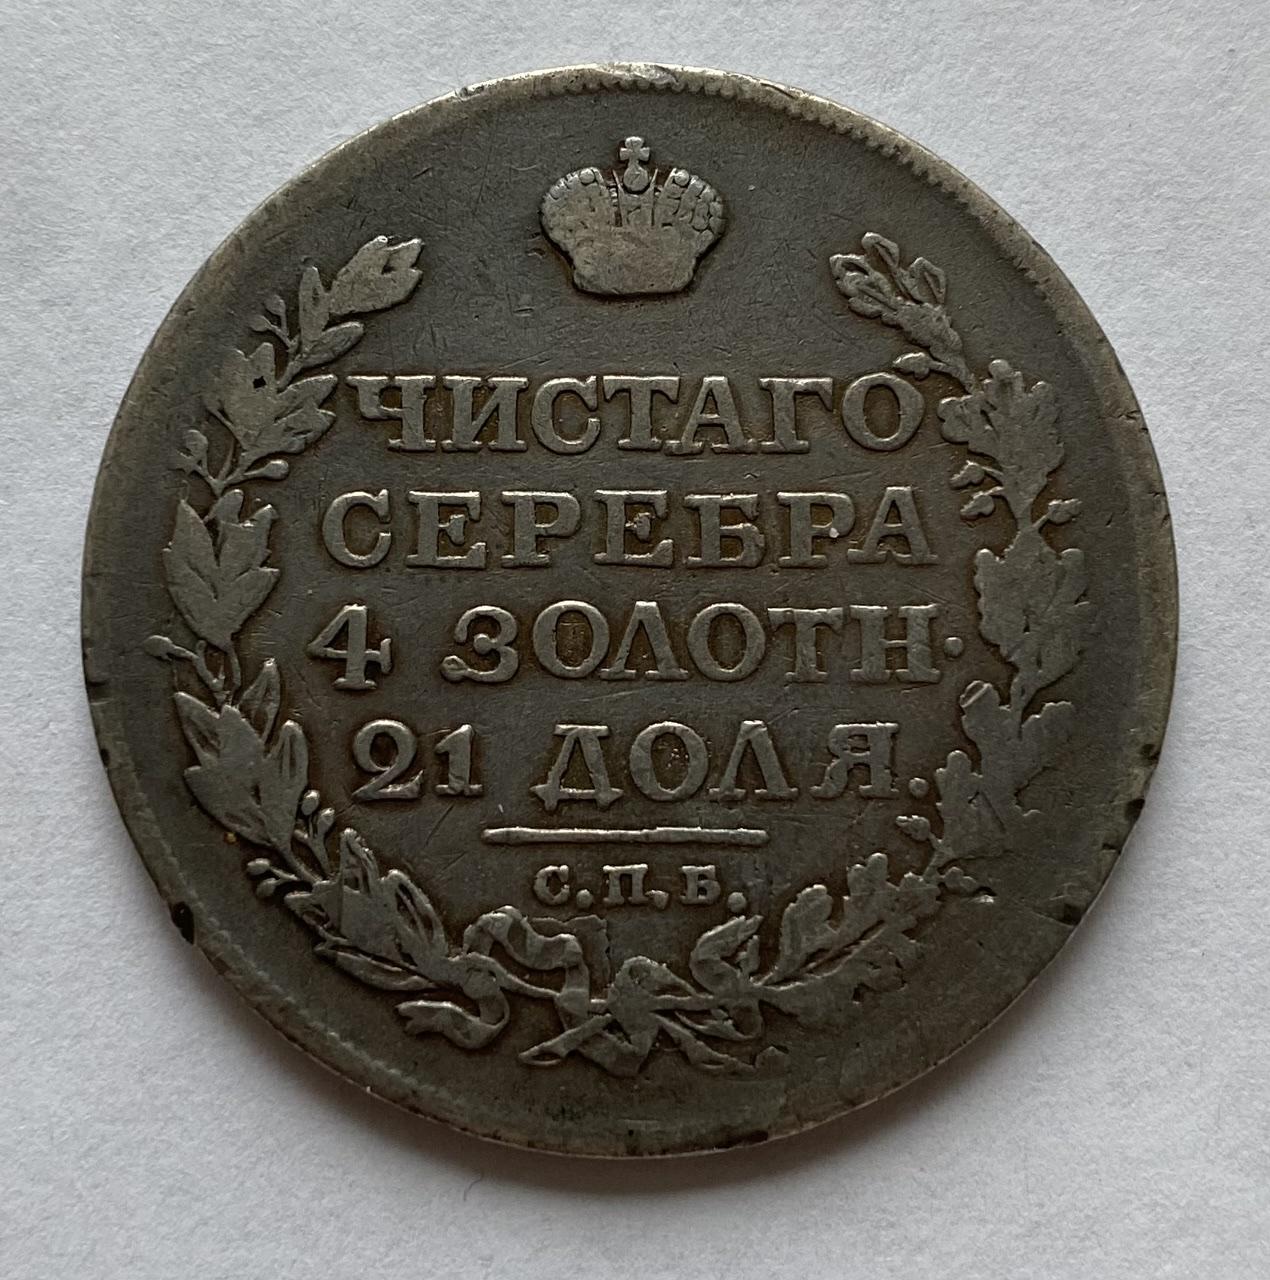 ЧИСТАГО
СЕРЕБРА
4 ЗОЛОТН.
21 ДОЛЯ.
С.П.Б.